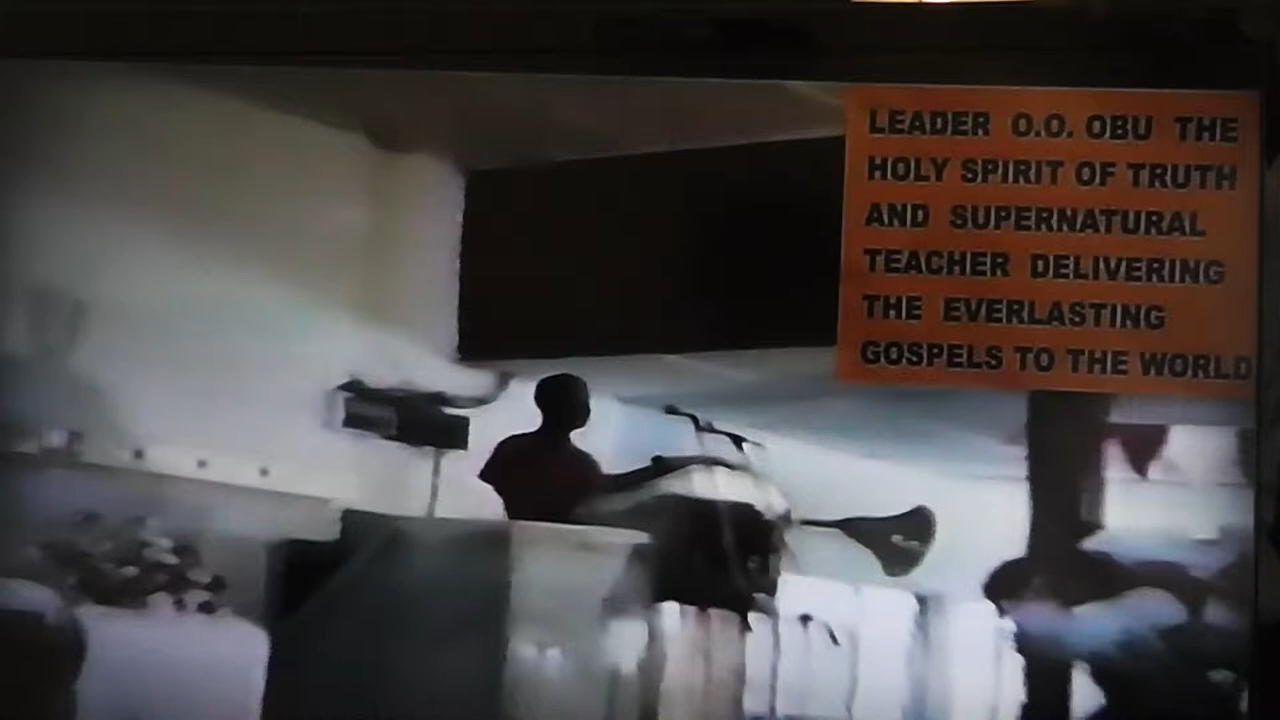 LEADER O.O. OBU THE
HOLY SPIRIT OF TRUTH
AND SUPERNATURAL
TEACHER DELIVERING
THE EVERLASTING
GOSPELS TO THE WORLD